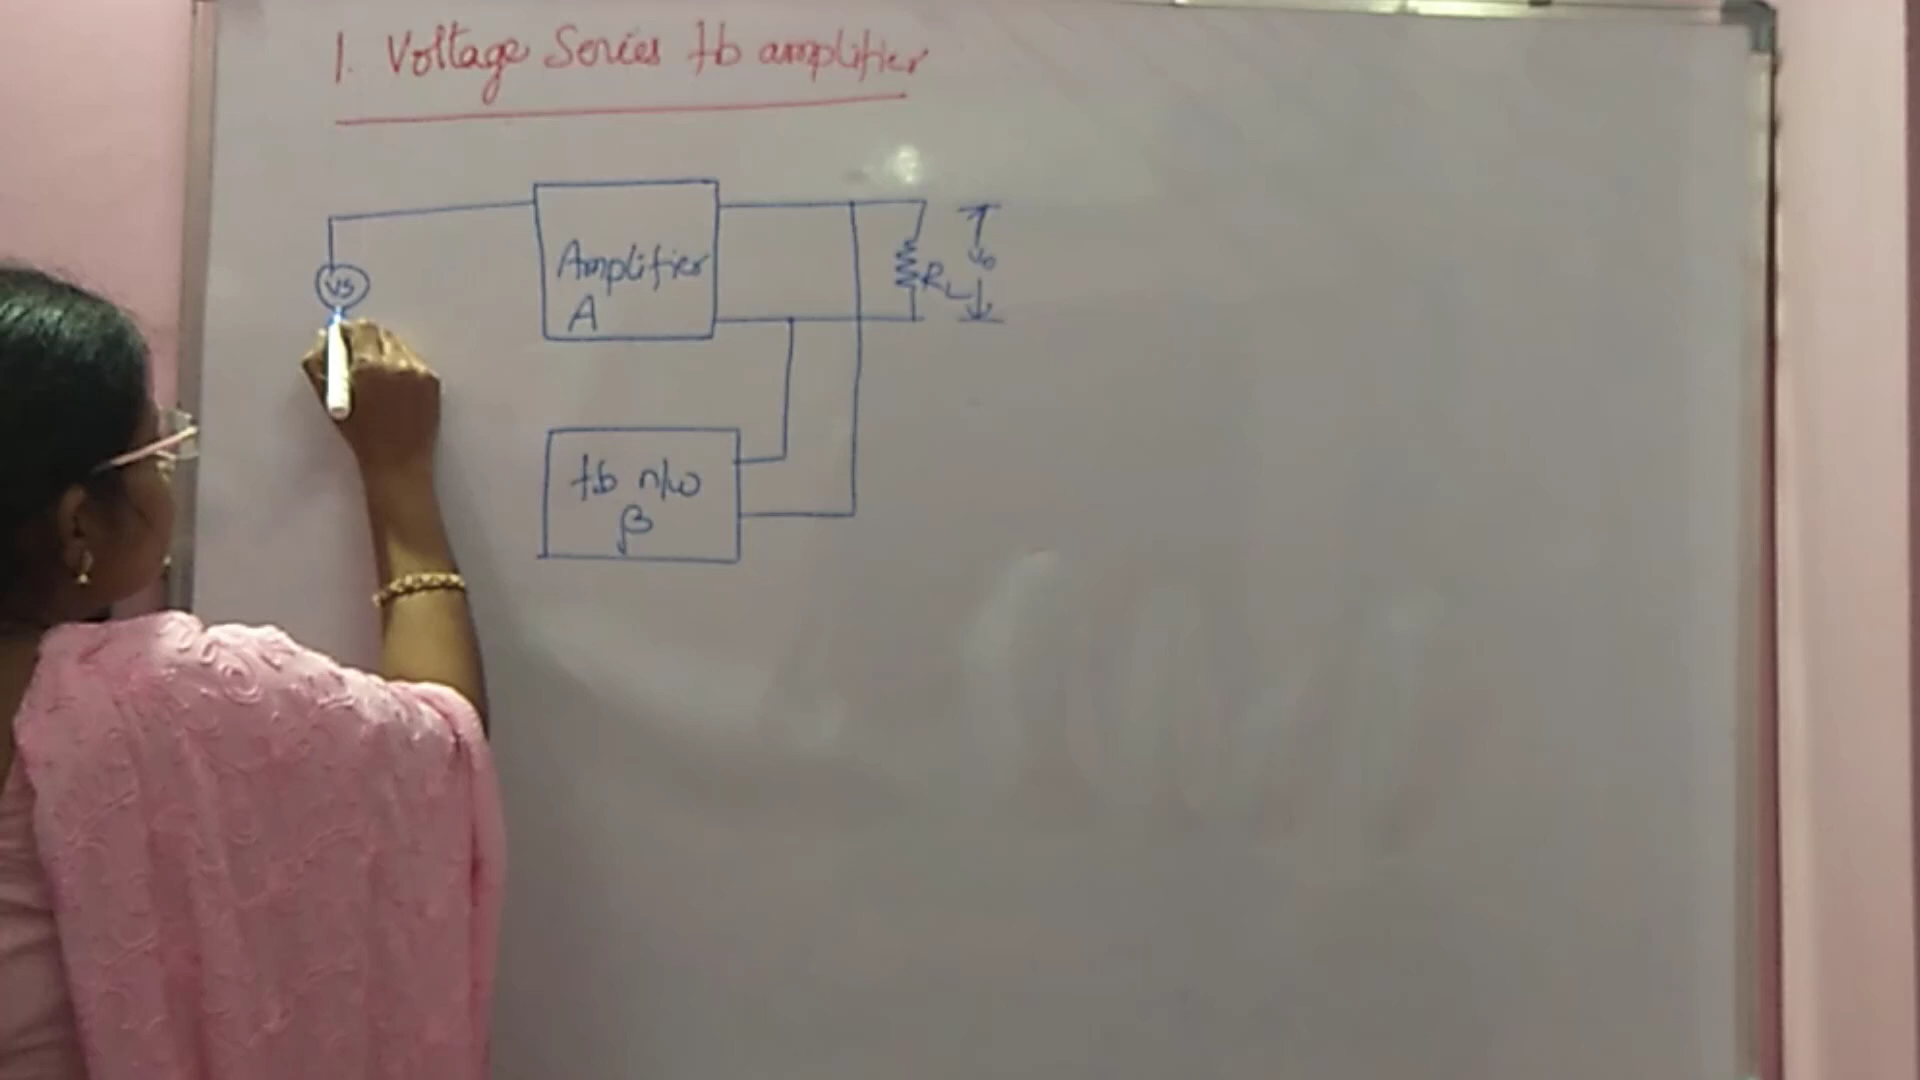 1. Voltage Series fb amplifier
Amplifier
A
Vs
RL
Vo
fb n/w
β